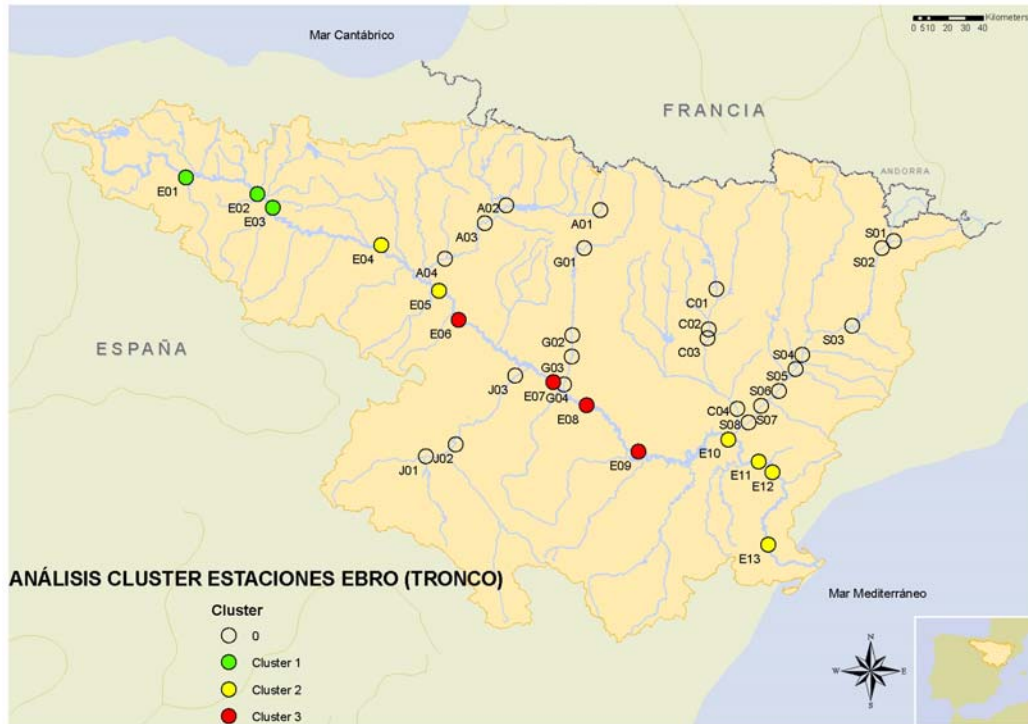 Mar Cantábrico
Kilometers
0 5 10 20 30 40
FRANCIA
ANDORRA
ESPAÑA
E01
E02
E03
A02
A01
A03
S01
S02
E04
G01
A04
E05
C01
E06
C02
C03
S03
G02
S04
G03
S05
J03
E07
G04
S06
E08
C04
S07
S08
E10
J02
J01
E09
E11
E12
E13
ANÁLISIS CLUSTER ESTACIONES EBRO (TRONCO)
Cluster
0
Cluster 1
Cluster 2
Cluster 3
Mar Mediterráneo
N
W
E
S